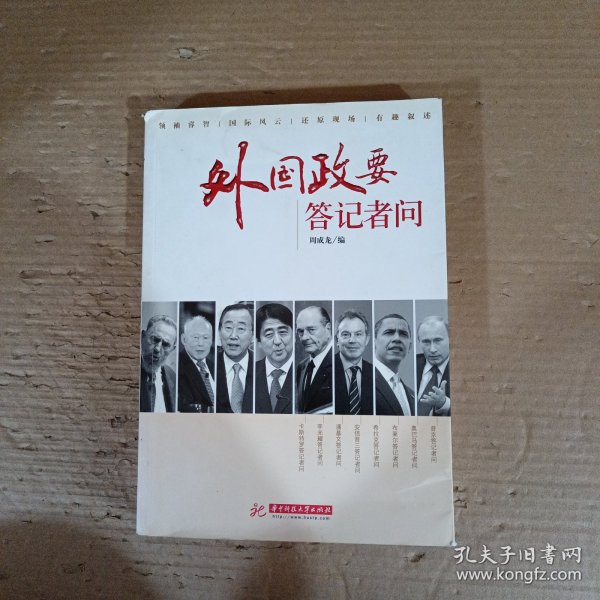 领袖睿智|国际风云|还原现场|有趣叙述
外国政要
答记者问
周成龙/编
普京答记者问
奥巴马答记者问
布莱尔答记者问
希拉克答记者问
安倍晋三答记者问
潘基文答记者问
李光耀答记者问
卡斯特罗答记者问
华中科技大学出版社
http://www.hustp.com
孔夫子旧书网
www.kongfz.com